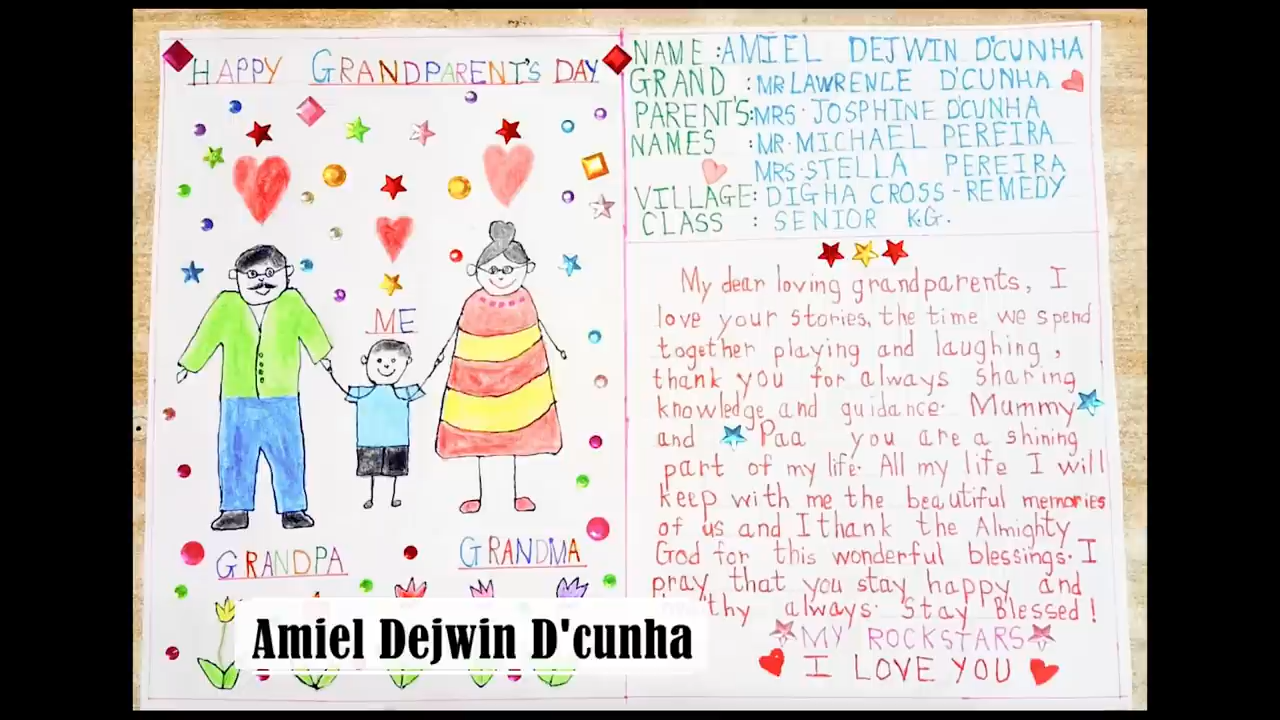 HAPPY GRANDPARENT'S DAY
ME
GRANDPA
GRANDMA
NAME :AMIEL DEJWIN D'CUNHA
GRAND : MR LAWRENCE D'CUNHA
PARENT'S:MRS. JOSPHINE D'CUNHA
NAMES : MR. MICHAEL PEREIRA
MRS. STELLA PEREIRA
VILLAGE: DIGHA CROSS-REMEDY
CLASS : SENIOR K.G.
My dear loving grandparents, I
love your stories, the time we spend
together playing and laughing,
thank you for always sharing
knowledge and guidance. Mummy
and Paa you are a shining
part of my life. All my life I will
keep with me the beautiful memories
of us and I thank the Almighty
God for this wonderful blessings. I
pray that you stay happy and
always. Stay Blessed!
MY ROCKSTARS
I LOVE YOU
Amiel Dejwin D'cunha